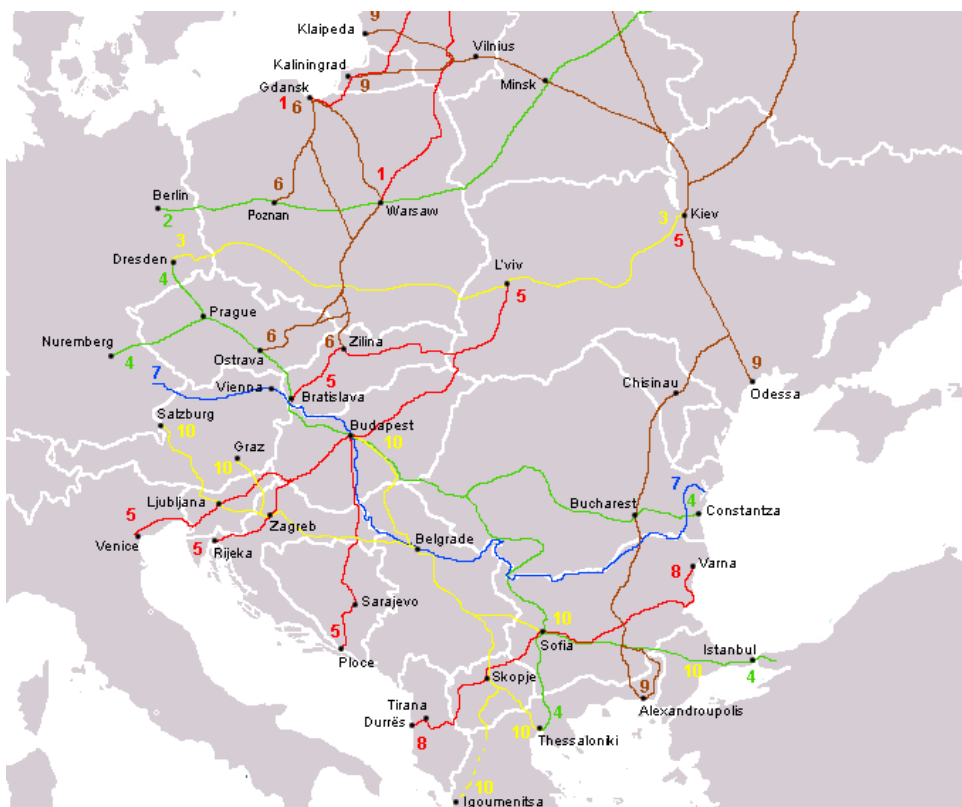 9
Klaipeda
Vilnius
Kaliningrad
9
Minsk
Gdansk
1
6
6
1
Berlin
2
Poznan
Warsaw
3
Kiev
5
3
Dresden
4
L'viv
5
Prague
Nuremberg
4
6
Ostrava
6
Zilina
9
Odessa
7
Vienna
5
Bratislava
Chisinau
Salzburg
10
Budapest
10
Graz
10
7
Bucharest
4
Constantza
Ljubljana
5
Venice
Zagreb
5
Rijeka
Belgrade
8
Varna
Sarajevo
5
Ploce
10
Sofia
Istanbul
10
4
Skopje
9
Alexandroupolis
Tirana
Durrës
8
4
10
Thessaloniki
10
Igoumenitsa